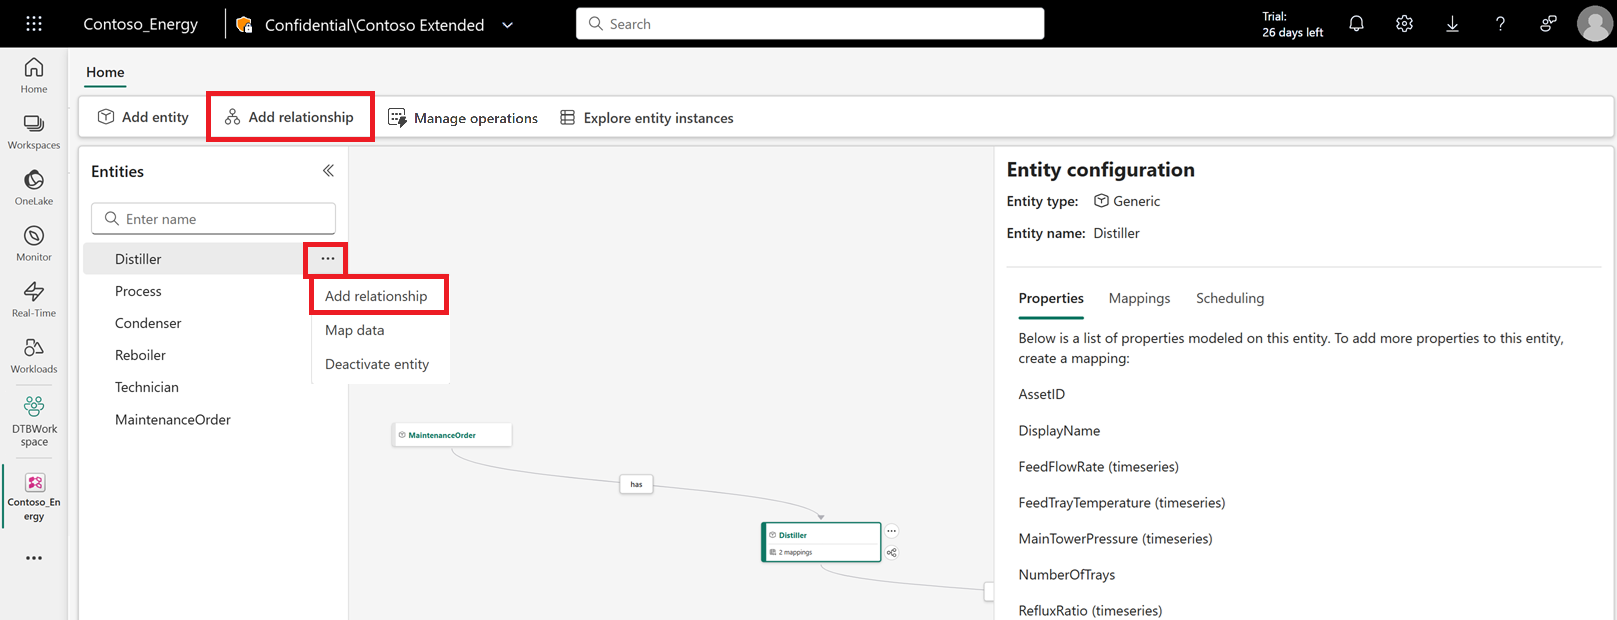 Contoso_Energy
Confidential\Contoso Extended
Search
Trial:
26 days left
Home
Workspaces
OneLake
Monitor
Real-Time
Workloads
DTBWork
space
Contoso_En
ergy
Home
Add entity
Add relationship
Manage operations
Explore entity instances
Entities
Enter name
Distiller
Process
Condenser
Reboiler
Technician
MaintenanceOrder
Add relationship
Map data
Deactivate entity
MaintenanceOrder
has
Distiller
2 mappings
Entity configuration
Entity type: Generic
Entity name: Distiller
Properties Mappings Scheduling
Below is a list of properties modeled on this entity. To add more properties to this entity,
create a mapping:
AssetID
DisplayName
FeedFlowRate (timeseries)
FeedTrayTemperature (timeseries)
MainTowerPressure (timeseries)
NumberOfTrays
RefluxRatio (timeseries)